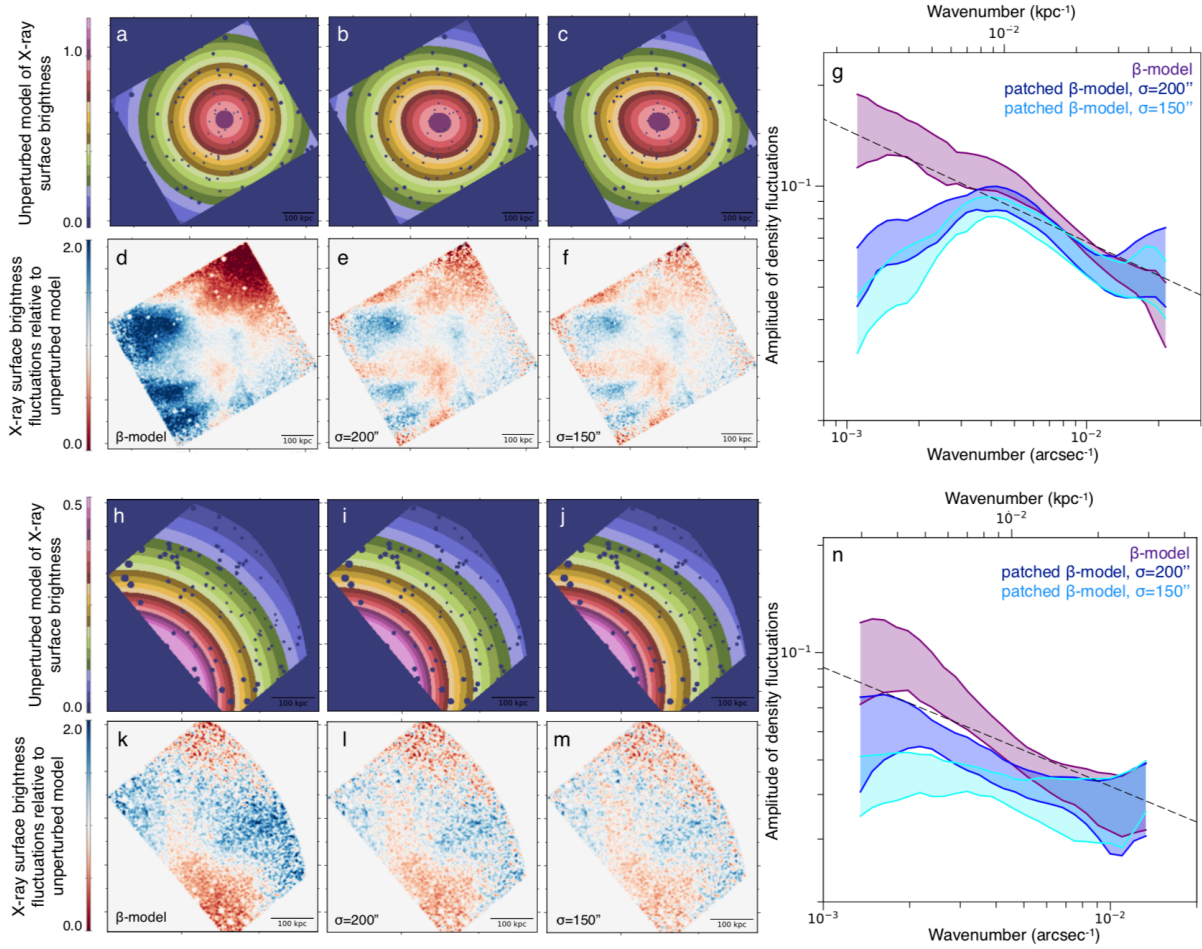 Unperturbed model of X-ray
surface brightness
1.0
0.0
a
100 kpc
b
100 kpc
c
100 kpc
X-ray surface brightness
fluctuations relative to
unperturbed model
2.0
0.0
d
β-model
100 kpc
e
σ=200”
100 kpc
f
σ=150”
100 kpc
Wavenumber (kpc⁻¹)
10⁻²
g
β-model
patched β-model, σ=200”
patched β-model, σ=150”
Amplitude of density fluctuations
10⁻¹
10⁻³
10⁻²
Wavenumber (arcsec⁻¹)
Unperturbed model of X-ray
surface brightness
0.5
0.0
h
100 kpc
i
100 kpc
j
100 kpc
X-ray surface brightness
fluctuations relative to
unperturbed model
2.0
0.0
k
β-model
100 kpc
l
σ=200”
100 kpc
m
σ=150”
100 kpc
Wavenumber (kpc⁻¹)
10⁻²
n
β-model
patched β-model, σ=200”
patched β-model, σ=150”
Amplitude of density fluctuations
10⁻¹
10⁻³
10⁻²
Wavenumber (arcsec⁻¹)